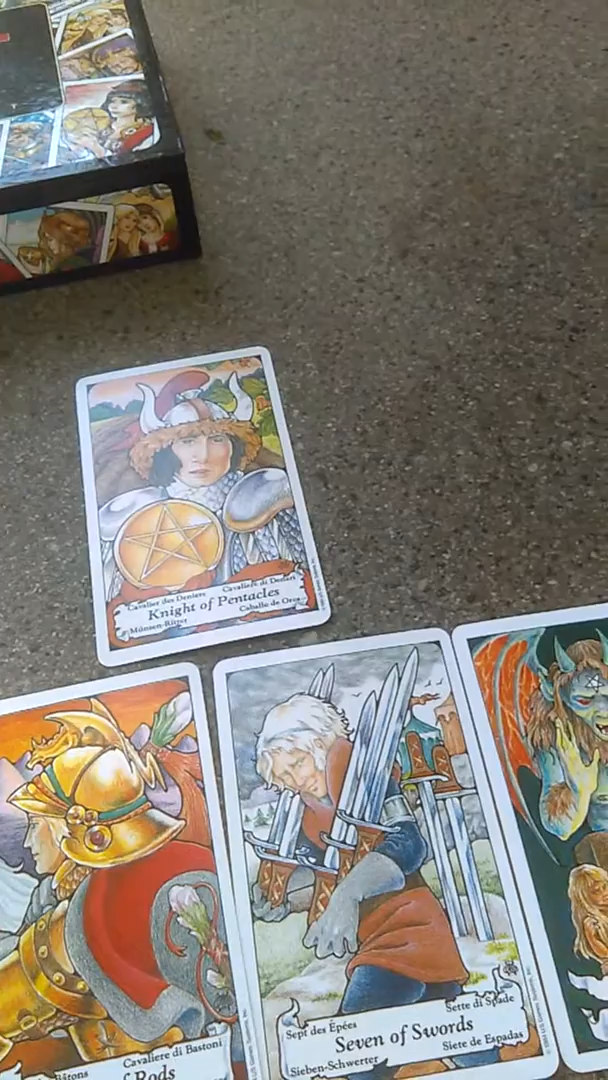 Cavalier des Deniers Cavaliere di Denari
Knight of Pentacles
Münzen-Ritter Caballo de Oros
Bâtons Cavaliere di Bastoni
f Rods
Sept des Épées Sette di Spade
Seven of Swords
Sieben-Schwerter Siete de Espadas